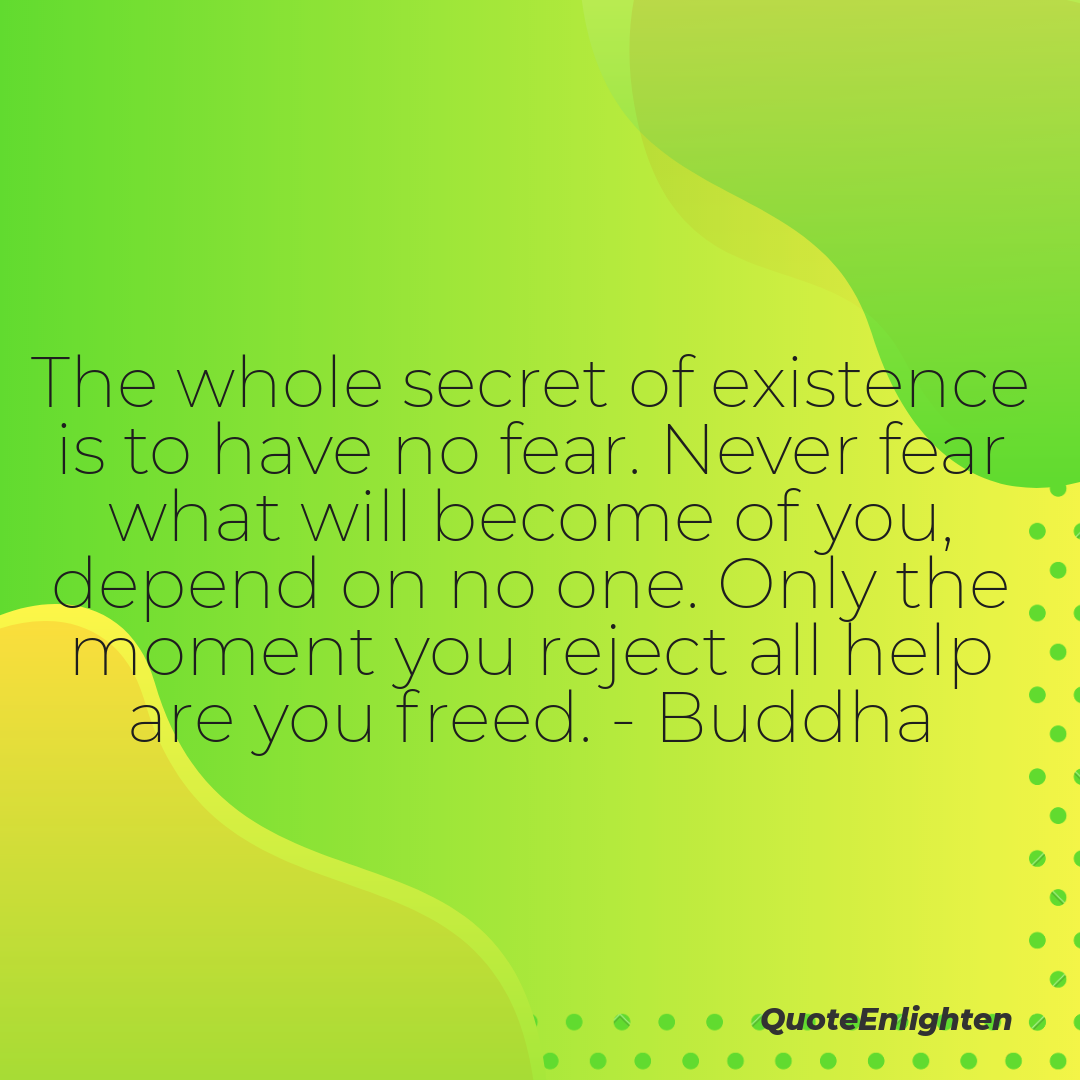 The whole secret of existence
is to have no fear. Never fear
what will become of you,
depend on no one. Only the
moment you reject all help
are you freed. - Buddha
QuoteEnlighten